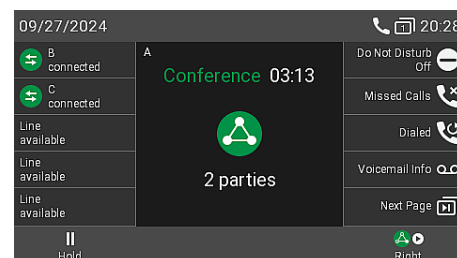 09/27/2024
1
20:28
B
connected
C
connected
Line
available
Line
available
Line
available
A
Conference 03:13
2 parties
Do Not Disturb
Off
Missed Calls
Dialed
Voicemail Info
Next Page
Hold
Right